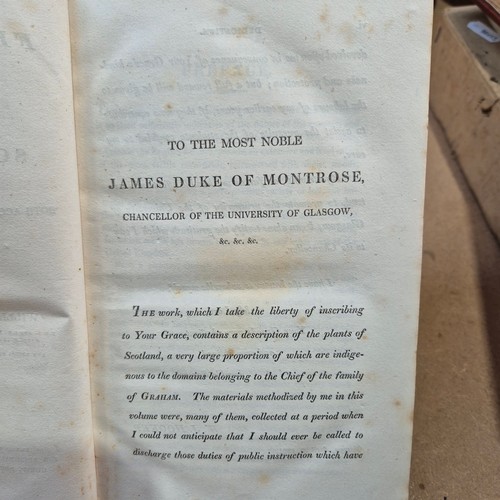 TO THE MOST NOBLE
JAMES DUKE OF MONTROSE,
CHANCELLOR OF THE UNIVERSITY OF GLASGOW,
&c. &c. &c.
THE work, which I take the liberty of inscribing
to Your Grace, contains a description of the plants of
Scotland, a very large proportion of which are indige-
nous to the domains belonging to the Chief of the family
of GRAHAM. The materials methodized by me in this
volume were, many of them, collected at a period when
I could not anticipate that I should ever be called to
discharge those duties of public instruction which have